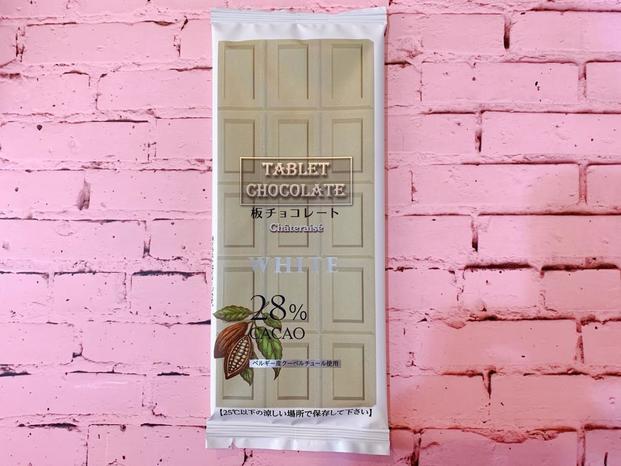 TABLET
CHOCOLATE
板チョコレート
Châteraisé
WHITE
28%
CACAO
ベルギー産クーベルチュール使用
【25℃以下の涼しい場所で保存して下さい】